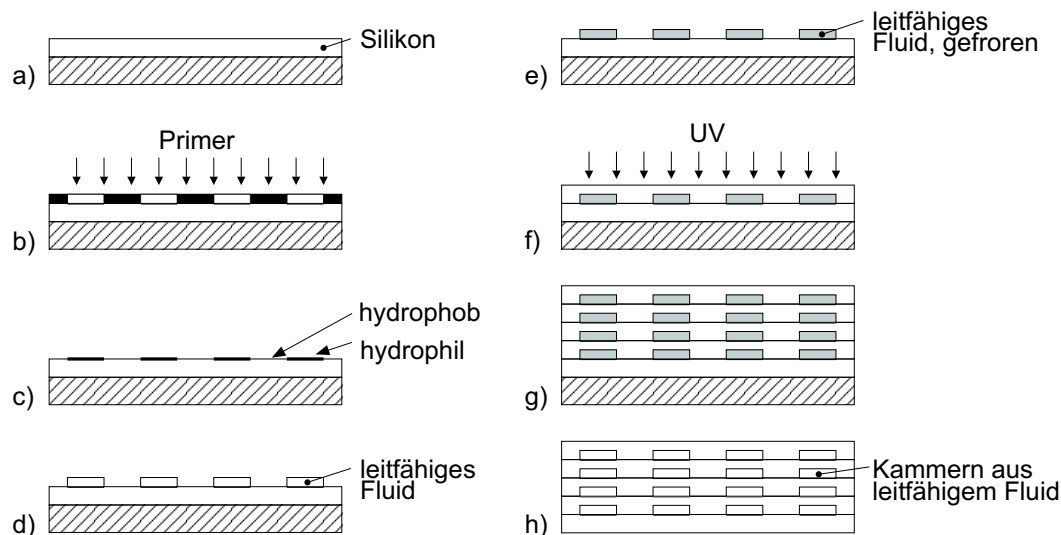 Silikon
a)
Primer
b)
hydrophob
hydrophil
c)
leitfähiges
Fluid
d)
leitfähiges
Fluid, gefroren
e)
UV
f)
g)
Kammern aus
leitfähigem Fluid
h)